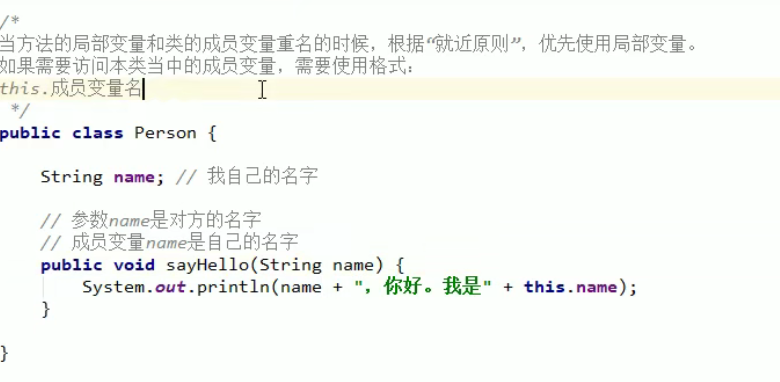 /*
当方法的局部变量和类的成员变量重名的时候，根据“就近原则”，优先使用局部变量。
如果需要访问本类当中的成员变量，需要使用格式：
this.成员变量名
*/
public class Person {
String name; // 我自己的名字
// 参数name是对方的名字
// 成员变量name是自己的名字
public void sayHello(String name) {
System.out.println(name + "，你好。我是" + this.name);
}
}